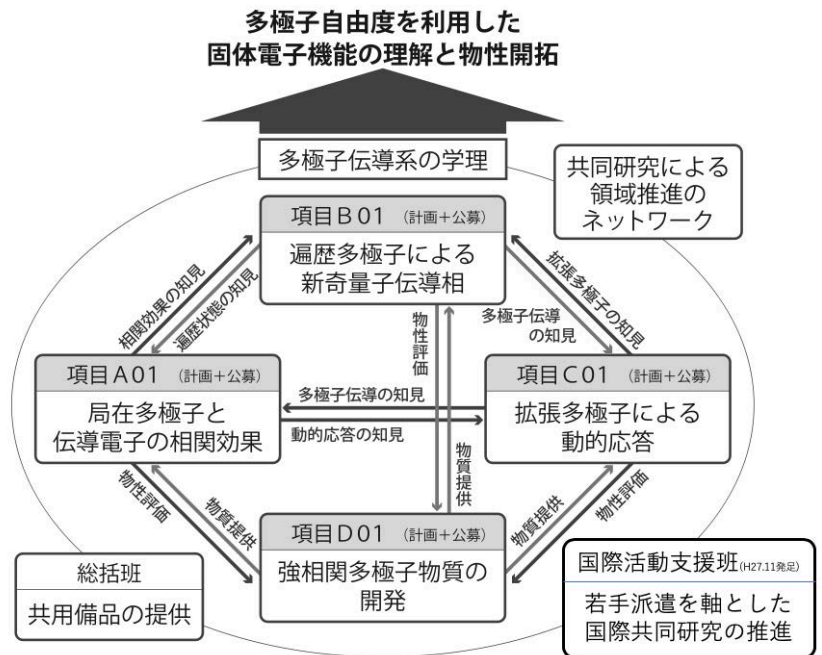 多極子自由度を利用した
固体電子機能の理解と物性開拓
多極子伝導系の学理
共同研究による
領域推進の
ネットワーク
項目B01 （計画＋公募）
遍歴多極子による
新奇量子伝導相
相関効果の知見
遍歴状態の知見
物性評価
多極子伝導
の知見
拡張多極子の知見
項目A01 （計画＋公募）
局在多極子と
伝導電子の相関効果
多極子伝導の知見
動的応答の知見
項目C01 （計画＋公募）
拡張多極子による
動的応答
物性評価
物質提供
物質提供
物質提供
物性評価
項目D01 （計画＋公募）
強相関多極子物質の
開発
総括班
共用備品の提供
国際活動支援班(H27.11発足)
若手派遣を軸とした
国際共同研究の推進